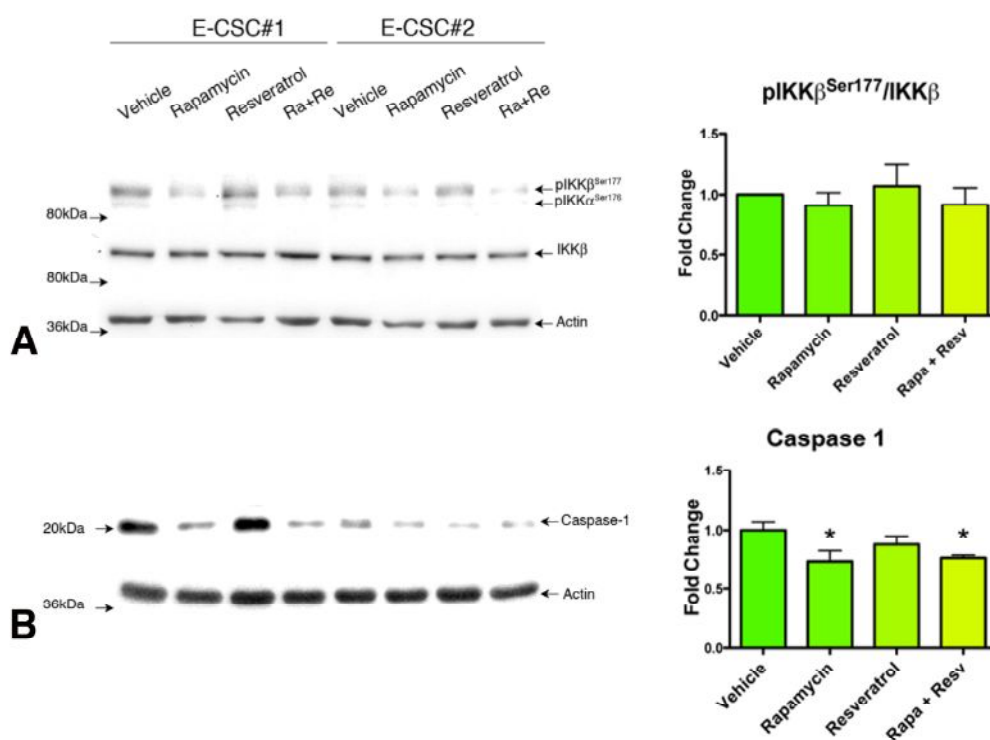 E-CSC#1 E-CSC#2
Vehicle Rapamycin Resveratrol Ra+Re Vehicle Rapamycin Resveratrol Ra+Re
pIKKβSer177
pIKKαSer176
80kDa
IKKβ
80kDa
Actin
36kDa
A
pIKKβSer177/IKKβ
Fold Change
1.5
1.0
0.5
0.0
Vehicle Rapamycin Resveratrol Rapa + Resv
20kDa
Caspase-1
Actin
36kDa
B
Caspase 1
Fold Change
1.5
1.0
0.5
0.0
* *
Vehicle Rapamycin Resveratrol Rapa + Resv